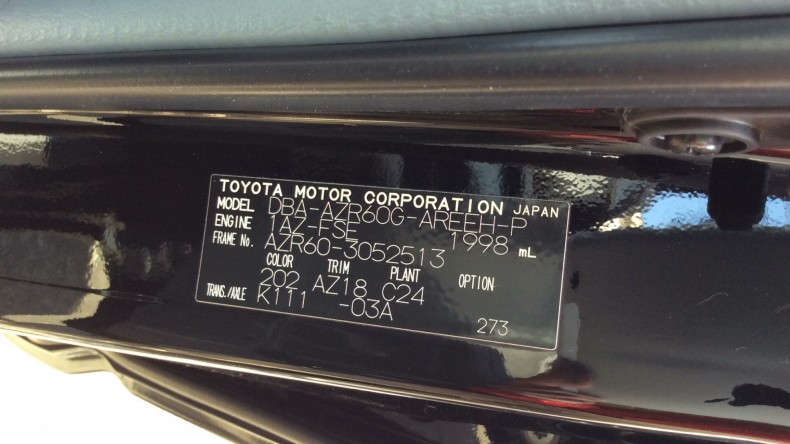 TOYOTA MOTOR CORPORATION JAPAN
MODEL DBA-AZR60G-AREEH-P
ENGINE 1AZ-FSE 1998 mL
FRAME No. AZR60-3052513
COLOR TRIM PLANT OPTION
202 AZ18 C24
TRANS./AXLE K111 -03A
273